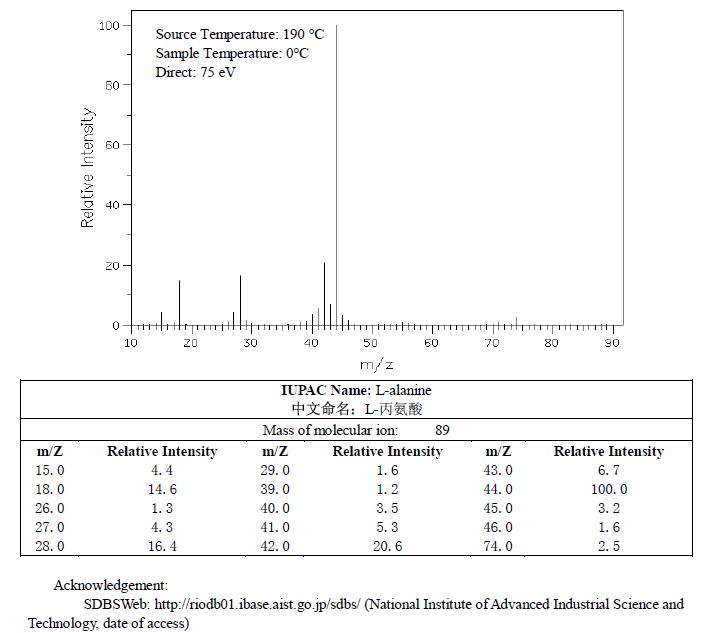 Source Temperature: 190 °C
Sample Temperature: 0°C
Direct: 75 eV
100
80
60
40
20
0
Relative Intensity
10 20 30 40 50 60 70 80 90
m/z
IUPAC Name: L-alanine
中文命名：L-丙氨酸
Mass of molecular ion: 89
m/Z Relative Intensity m/Z Relative Intensity m/Z Relative Intensity
15.0 4.4 29.0 1.6 43.0 6.7
18.0 14.6 39.0 1.2 44.0 100.0
26.0 1.3 40.0 3.5 45.0 3.2
27.0 4.3 41.0 5.3 46.0 1.6
28.0 16.4 42.0 20.6 74.0 2.5
Acknowledgement:
SDBSWeb: http://riodb01.ibase.aist.go.jp/sdbs/ (National Institute of Advanced Industrial Science and
Technology, date of access)